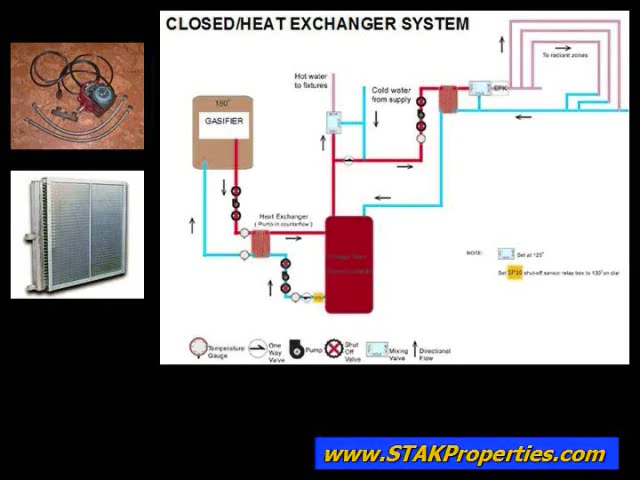 CLOSED/HEAT EXCHANGER SYSTEM
To radiant zones
Hot water
to fixtures
Cold water
from supply
EPK
180°
GASIFIER
Heat Exchanger
( Pump in counterflow )
NOTE:
Set at 120°
Set SP30 shut-off sensor relay box to 130° on dial
Temperature
Gauge
One
Way
Valve
Pump
Shut
Off
Valve
Mixing
Valve
Directional
Flow
www.STAKProperties.com